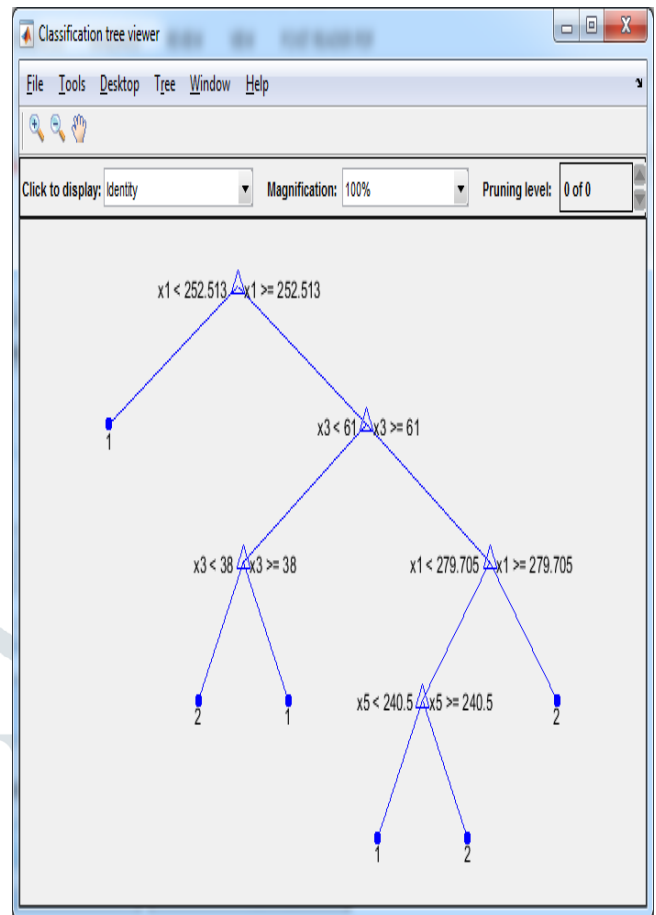 Classification tree viewer
File Tools Desktop Tree Window Help
Click to display: Identity Magnification: 100% Pruning level: 0 of 0
x1 < 252.513 x1 >= 252.513
1
x3 < 61 x3 >= 61
x3 < 38 x3 >= 38
x1 < 279.705 x1 >= 279.705
2
1
x5 < 240.5 x5 >= 240.5
2
1
2